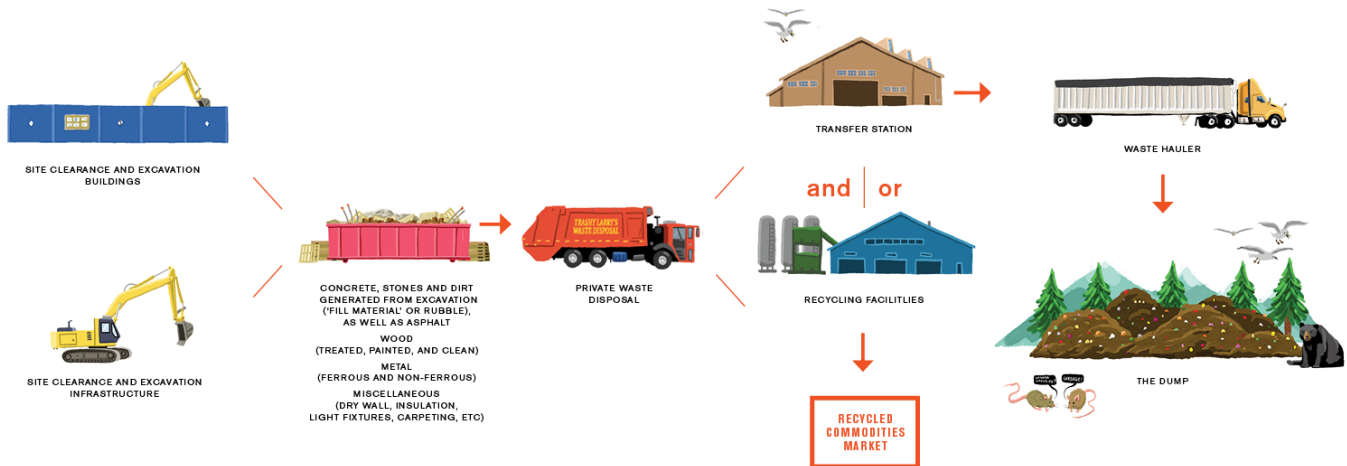 SITE CLEARANCE AND EXCAVATION
BUILDINGS
SITE CLEARANCE AND EXCAVATION
INFRASTRUCTURE
CONCRETE, STONES AND DIRT
GENERATED FROM EXCAVATION
('FILL MATERIAL' OR RUBBLE),
AS WELL AS ASPHALT
WOOD
(TREATED, PAINTED, AND CLEAN)
METAL
(FERROUS AND NON-FERROUS)
MISCELLANEOUS
(DRY WALL, INSULATION,
LIGHT FIXTURES, CARPETING, ETC)
TRASHY LARRY'S
WASTE DISPOSAL
PRIVATE WASTE
DISPOSAL
TRANSFER STATION
and | or
RECYCLING FACILITLIES
RECYCLED
COMMODITIES
MARKET
WASTE HAULER
THE DUMP
GARBAGE!